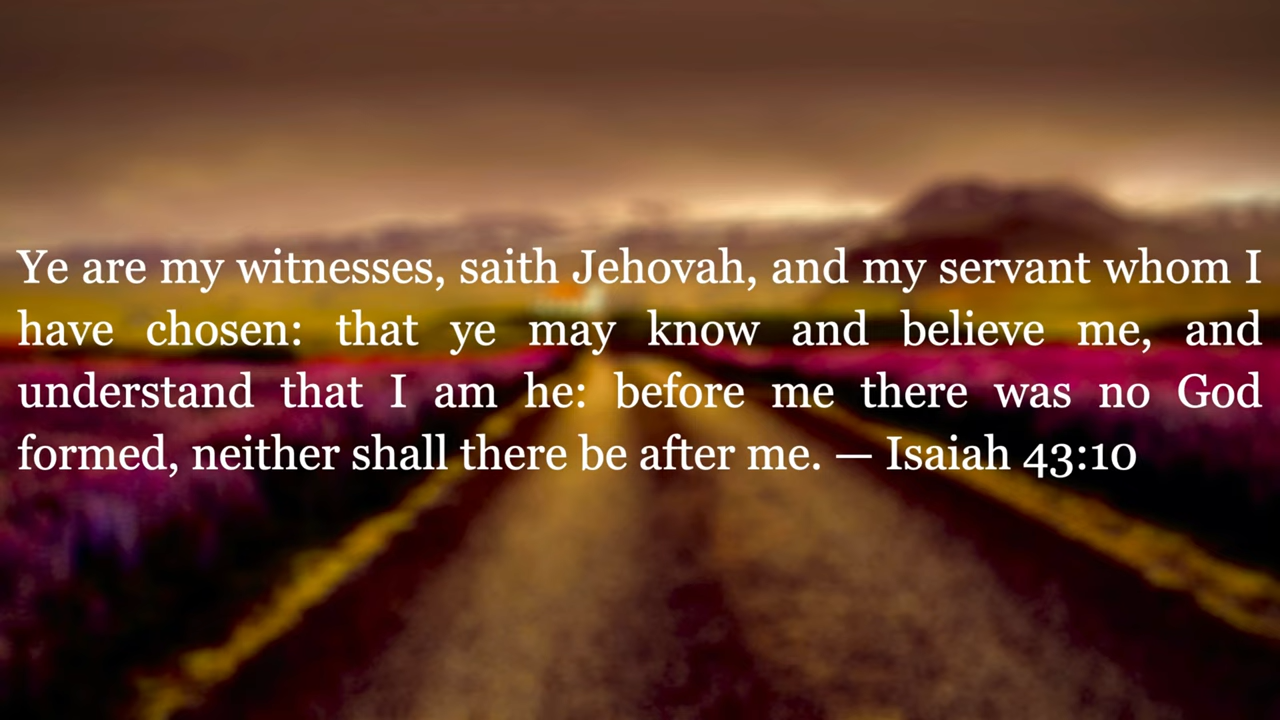 Ye are my witnesses, saith Jehovah, and my servant whom I
have chosen: that ye may know and believe me, and
understand that I am he: before me there was no God
formed, neither shall there be after me. — Isaiah 43:10